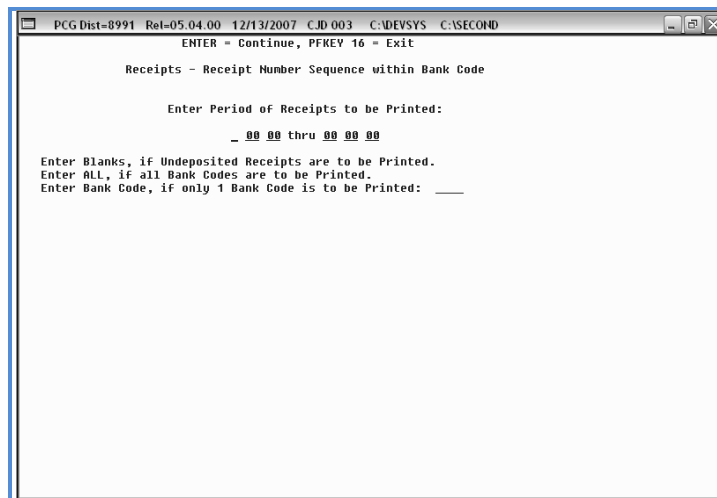 PCG Dist=8991 Rel=05.04.00 12/13/2007 CJD 003 C:\DEVSYS C:\SECOND
ENTER = Continue, PFKEY 16 = Exit
Receipts - Receipt Number Sequence within Bank Code
Enter Period of Receipts to be Printed:
_ 00 00 thru 00 00 00
Enter Blanks, if Undeposited Receipts are to be Printed.
Enter ALL, if all Bank Codes are to be Printed.
Enter Bank Code, if only 1 Bank Code is to be Printed: ____